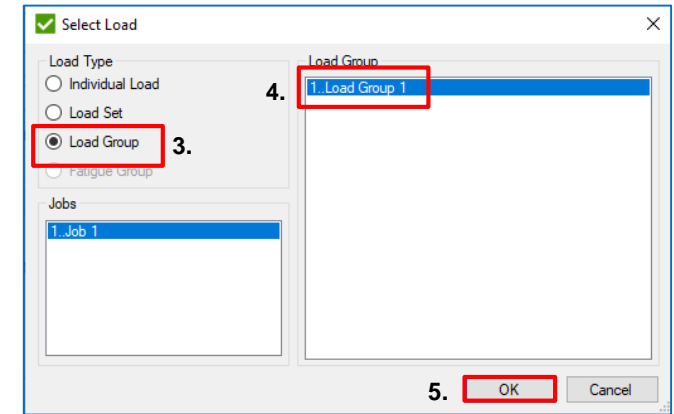 Select Load
Load Type
Individual Load
Load Set
Load Group
3.
Fatigue Group
Jobs
1..Job 1
Load Group
4.
1..Load Group 1
5.
OK
Cancel